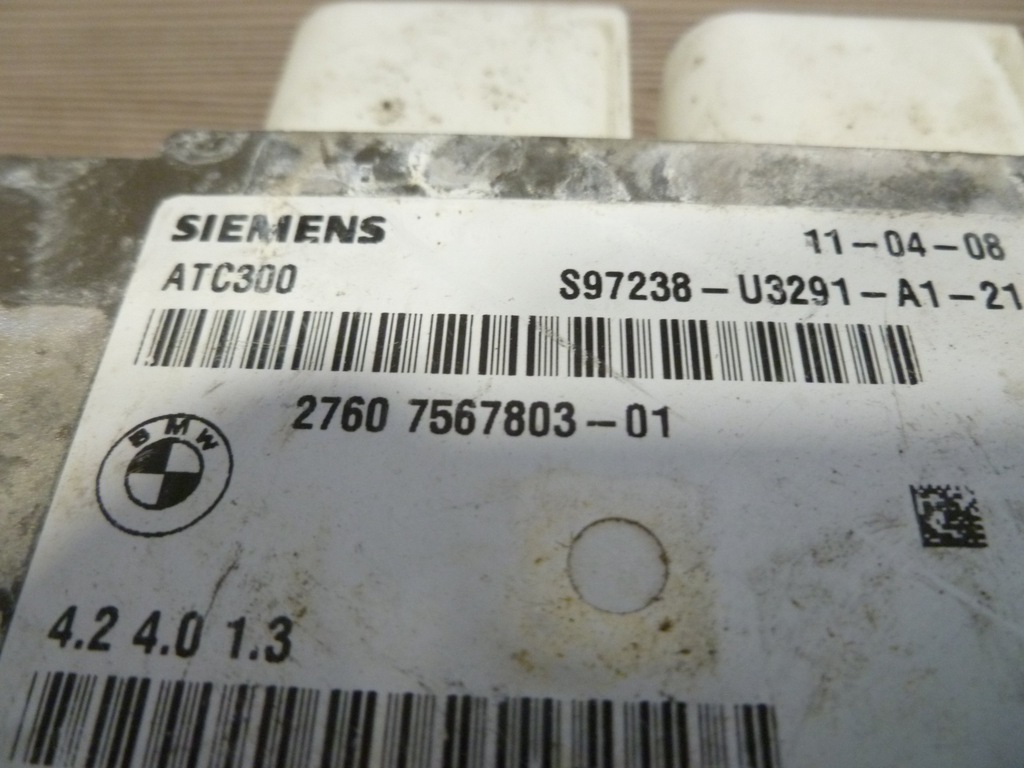 SIEMENS 11-04-08
ATC300 S97238-U3291-A1-21
2760 7567803-01
BMW
4.2 4.0 1.3